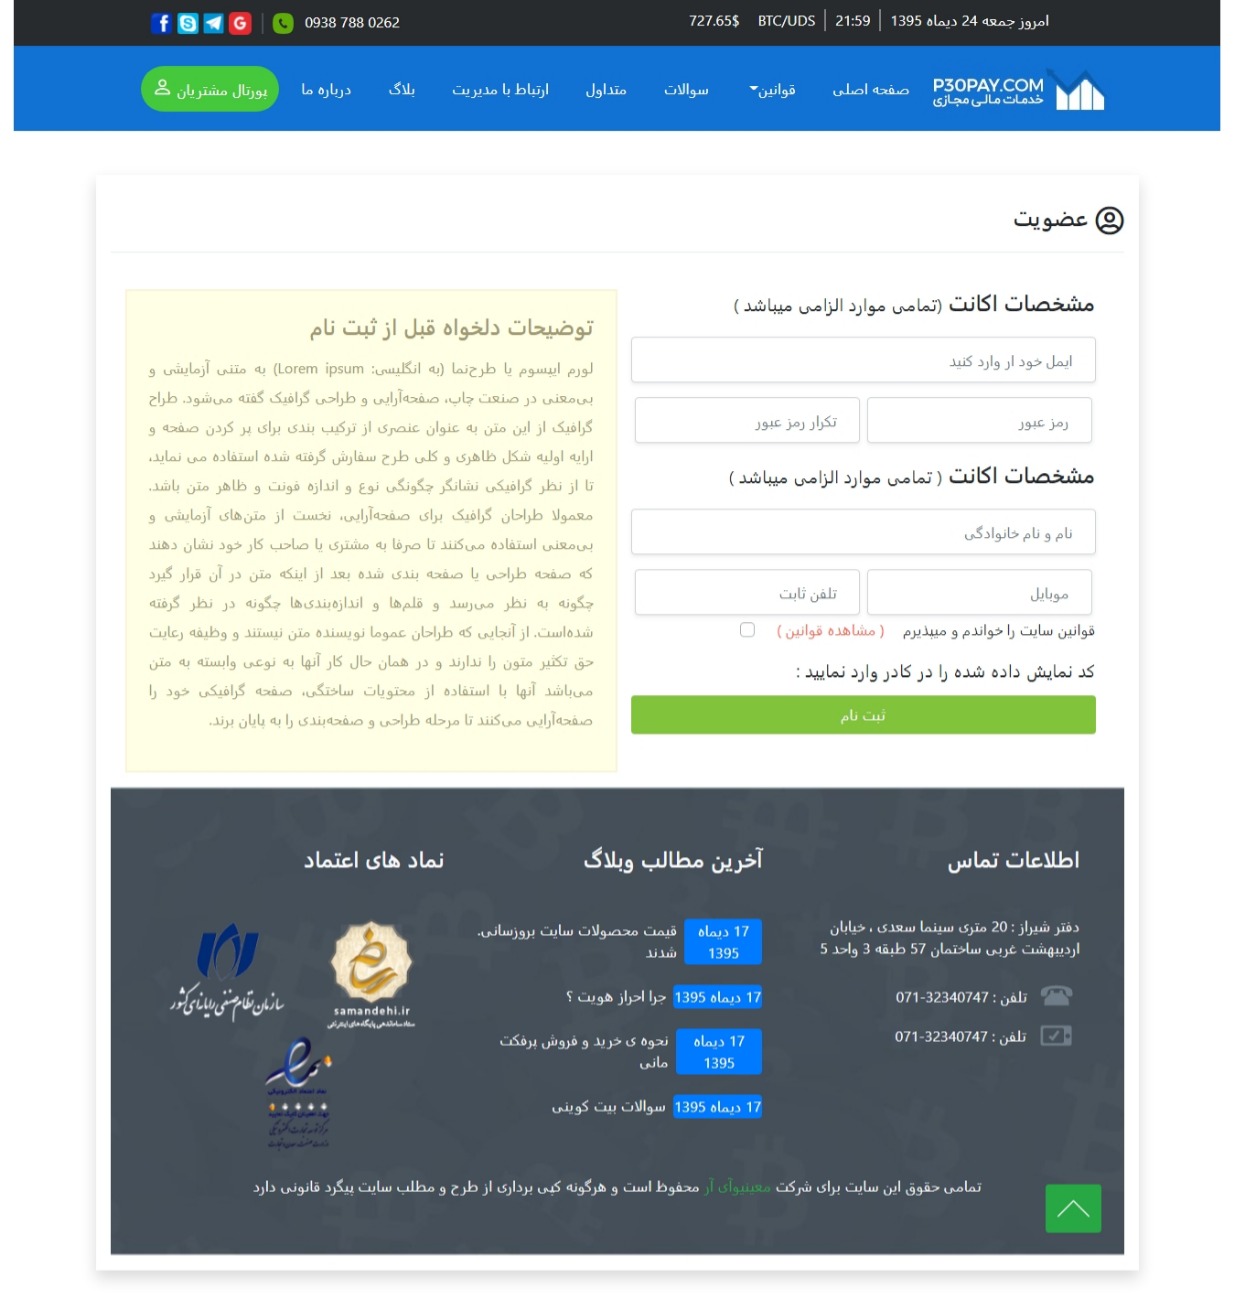 امروز جمعه 24 دیماه 1395 | 21:59 | BTC/UDS 727.65$
0938 788 0262
P30PAY.COM
خدمات مالی مجازی
صفحه اصلی
قوانین
سوالات
متداول
ارتباط با مدیریت
بلاگ
درباره ما
پورتال مشتریان
عضویت
مشخصات اکانت (تمامی موارد الزامی میباشد )
ایمل خود ار وارد کنید
رمز عبور
تکرار رمز عبور
مشخصات اکانت ( تمامی موارد الزامی میباشد )
نام و نام خانوادگی
موبایل
تلفن ثابت
قوانین سایت را خواندم و میپذیرم ( مشاهده قوانین )
کد نمایش داده شده را در کادر وارد نمایید :
ثبت نام
توضیحات دلخواه قبل از ثبت نام
لورم ایپسوم یا طرح‌نما (به انگلیسی: Lorem ipsum) به متنی آزمایشی و
بی‌معنی در صنعت چاپ، صفحه‌آرایی و طراحی گرافیک گفته می‌شود. طراح
گرافیک از این متن به عنوان عنصری از ترکیب بندی برای پر کردن صفحه و
ارایه اولیه شکل ظاهری و کلی طرح سفارش گرفته شده استفاده می نماید،
تا از نظر گرافیکی نشانگر چگونگی نوع و اندازه فونت و ظاهر متن باشد.
معمولا طراحان گرافیک برای صفحه‌آرایی، نخست از متن‌های آزمایشی و
بی‌معنی استفاده می‌کنند تا صرفا به مشتری یا صاحب کار خود نشان دهند
که صفحه طراحی یا صفحه بندی شده بعد از اینکه متن در آن قرار گیرد
چگونه به نظر می‌رسد و قلم‌ها و اندازه‌بندی‌ها چگونه در نظر گرفته
شده‌است. از آنجایی که طراحان عموما نویسنده متن نیستند و وظیفه رعایت
حق تکثیر متون را ندارند و در همان حال کار آنها به نوعی وابسته به متن
می‌باشد آنها با استفاده از محتویات ساختگی، صفحه گرافیکی خود را
صفحه‌آرایی می‌کنند تا مرحله طراحی و صفحه‌بندی را به پایان برند.
اطلاعات تماس
دفتر شیراز : 20 متری سینما سعدی ، خیابان
اردیبهشت غربی ساختمان 57 طبقه 3 واحد 5
تلفن : 32340747-071
تلفن : 32340747-071
آخرین مطالب وبلاگ
17 دیماه
1395
قیمت محصولات سایت بروزسانی.
شدند
17 دیماه 1395 چرا احراز هویت ؟
17 دیماه
1395
نحوه ی خرید و فروش پرفکت
مانی
17 دیماه 1395 سوالات بیت کوینی
نماد های اعتماد
samandehi.ir
ستاد ساماندهی پایگاه‌های اینترنتی
سازمان نظام صنفی رایانه‌ای کشور
تمامی حقوق این سایت برای شرکت معینیوآی آر محفوظ است و هرگونه کپی برداری از طرح و مطلب سایت پیگرد قانونی دارد